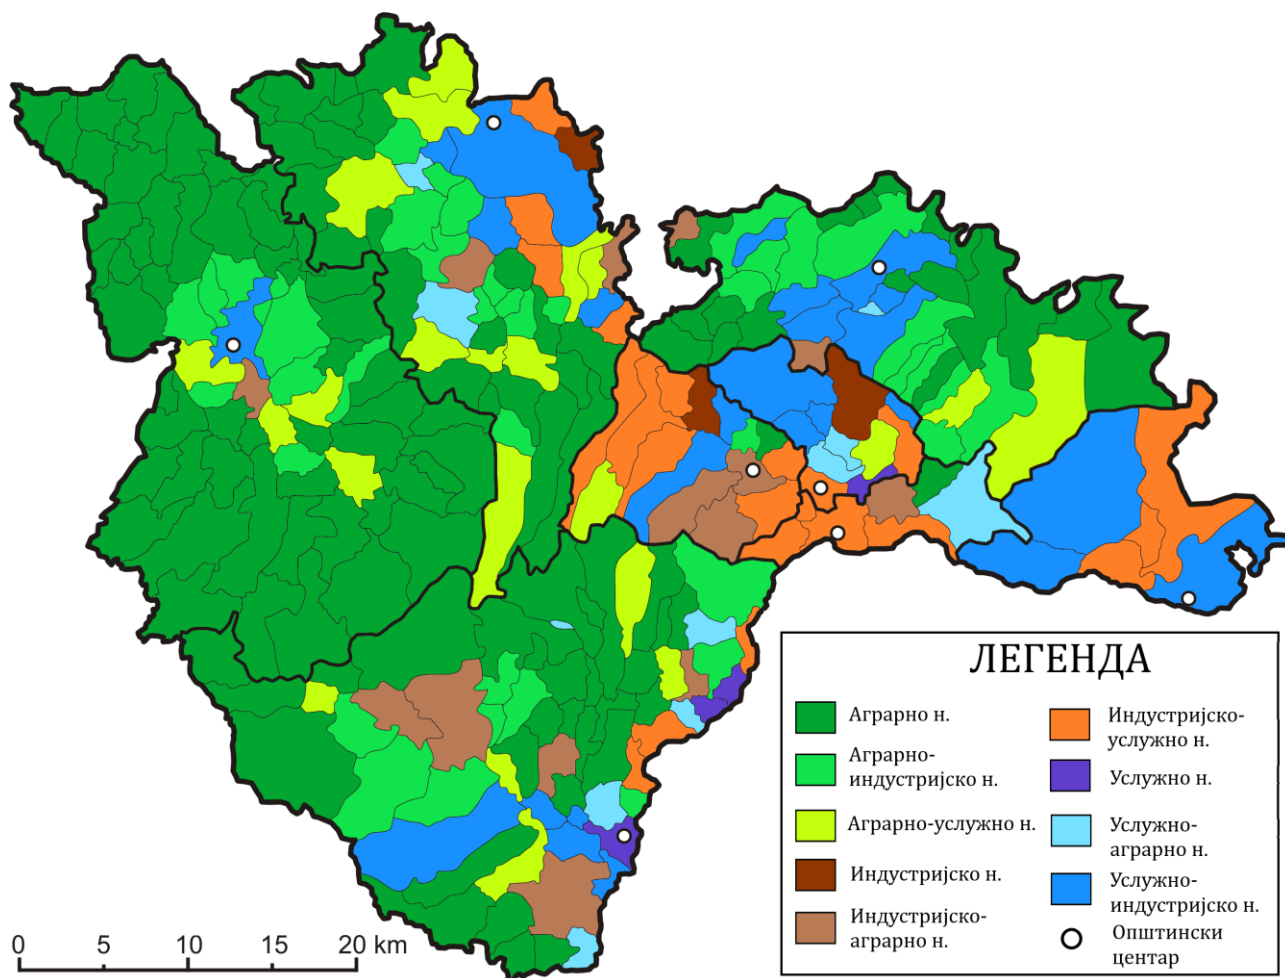 ЛЕГЕНДА
Аграрно н.
Аграрно-
индустријско н.
Аграрно-услужно н.
Индустријско н.
Индустријско-
аграрно н.
Индустријско-
услужно н.
Услужно н.
Услужно-
аграрно н.
Услужно-
индустријско н.
Општински
центар
0 5 10 15 20 km